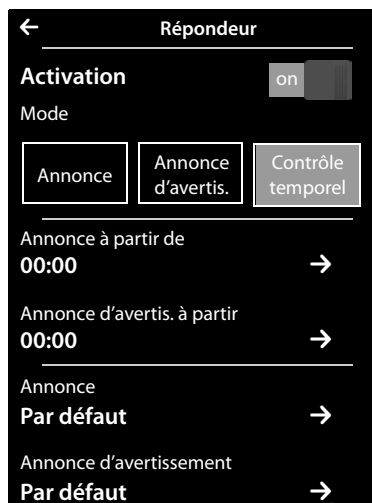 Répondeur
Activation on
Mode
Annonce
Annonce
d’avertis.
Contrôle
temporel
Annonce à partir de
00:00
Annonce d’avertis. à partir
00:00
Annonce
Par défaut
Annonce d’avertissement
Par défaut